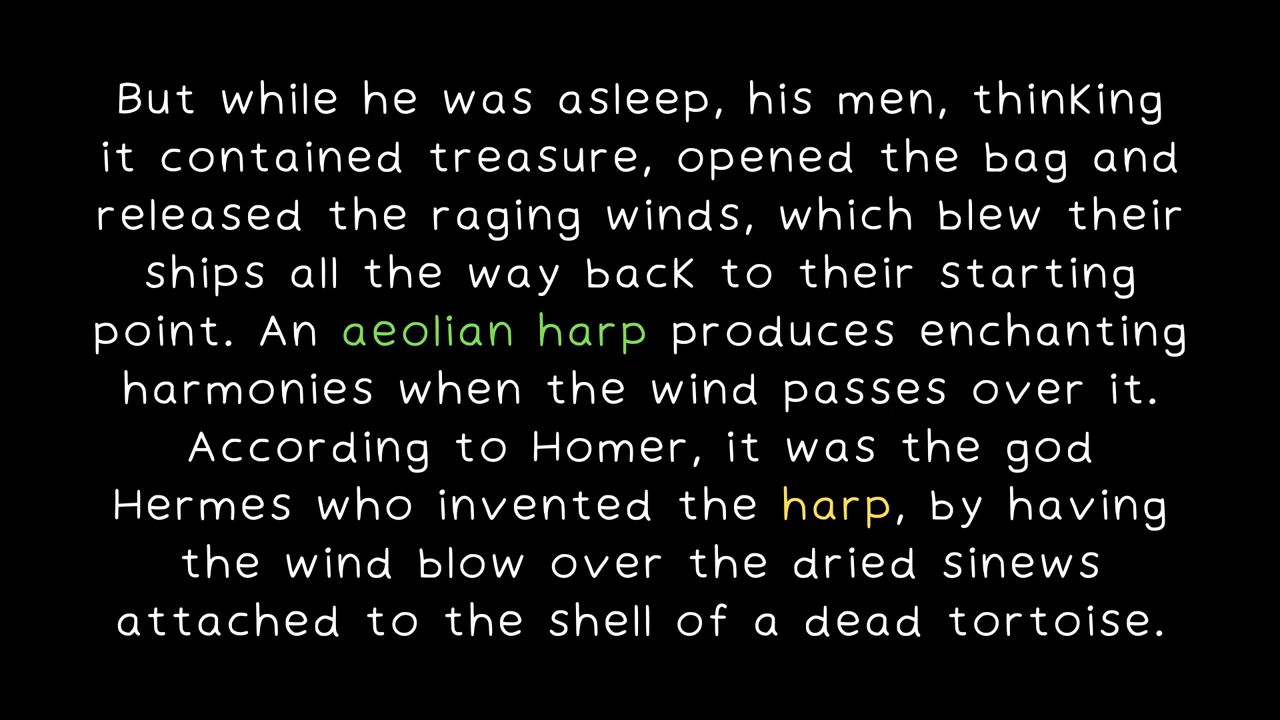 But while he was asleep, his men, thinking
it contained treasure, opened the bag and
released the raging winds, which blew their
ships all the way back to their starting
point. An aeolian harp produces enchanting
harmonies when the wind passes over it.
According to Homer, it was the god
Hermes who invented the harp, by having
the wind blow over the dried sinews
attached to the shell of a dead tortoise.